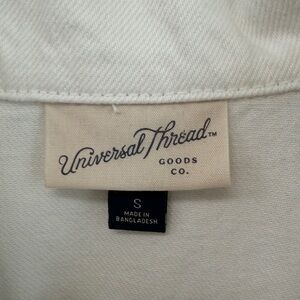 Universal Thread™
GOODS
CO.
S
MADE IN
BANGLADESH